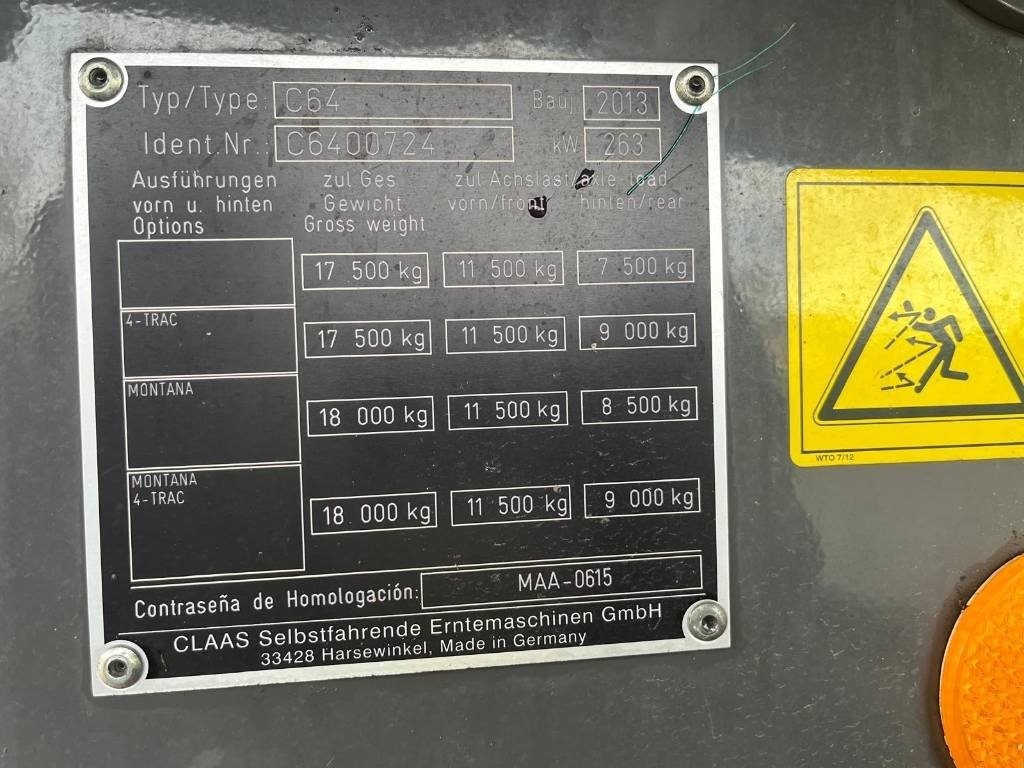 Typ/Type: C64 Bauj. 2013
Ident.Nr.: C6400724 kW 263
Ausführungen zul Ges zul Achslast/axle load
vorn u. hinten Gewicht vorn/front hinten/rear
Options Gross weight
17 500 kg 11 500 kg 7 500 kg
4-TRAC
17 500 kg 11 500 kg 9 000 kg
MONTANA
18 000 kg 11 500 kg 8 500 kg
MONTANA
4-TRAC
18 000 kg 11 500 kg 9 000 kg
Contraseña de Homologación: MAA-0615
CLAAS Selbstfahrende Erntemaschinen GmbH
33428 Harsewinkel, Made in Germany
WTO 7/12